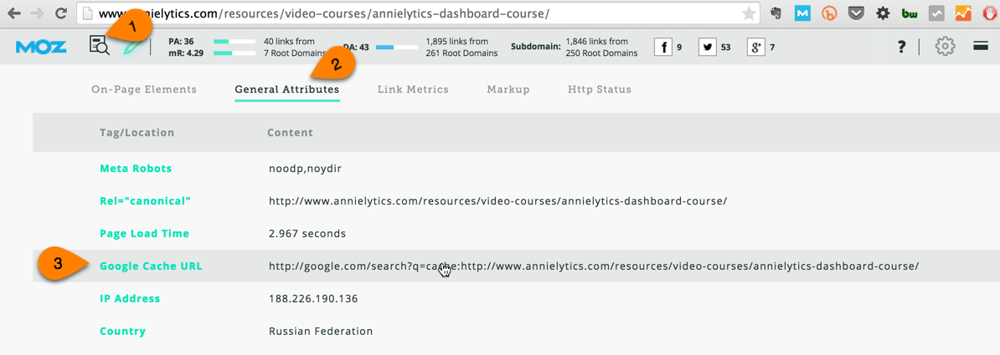 www.annielytics.com/resources/video-courses/annielytics-dashboard-course/
M bw
1
MOZ PA: 36 40 links from DA: 43 1,895 links from Subdomain: 1,846 links from f 9 53 g+ 7 ?
mR: 4.29 7 Root Domains 261 Root Domains 250 Root Domains
2
On-Page Elements General Attributes Link Metrics Markup Http Status
Tag/Location Content
Meta Robots noodp,noydir
Rel="canonical" http://www.annielytics.com/resources/video-courses/annielytics-dashboard-course/
Page Load Time 2.967 seconds
3 Google Cache URL http://google.com/search?q=cache:http://www.annielytics.com/resources/video-courses/annielytics-dashboard-course/
IP Address 188.226.190.136
Country Russian Federation